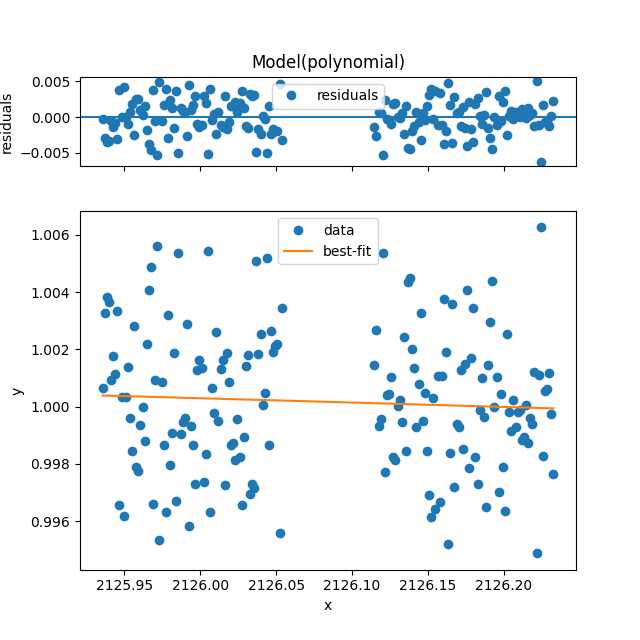 Model(polynomial)
residuals
0.005
0.000
−0.005
residuals
data
best-fit
y
1.006
1.004
1.002
1.000
0.998
0.996
2125.95 2126.00 2126.05 2126.10 2126.15 2126.20
x